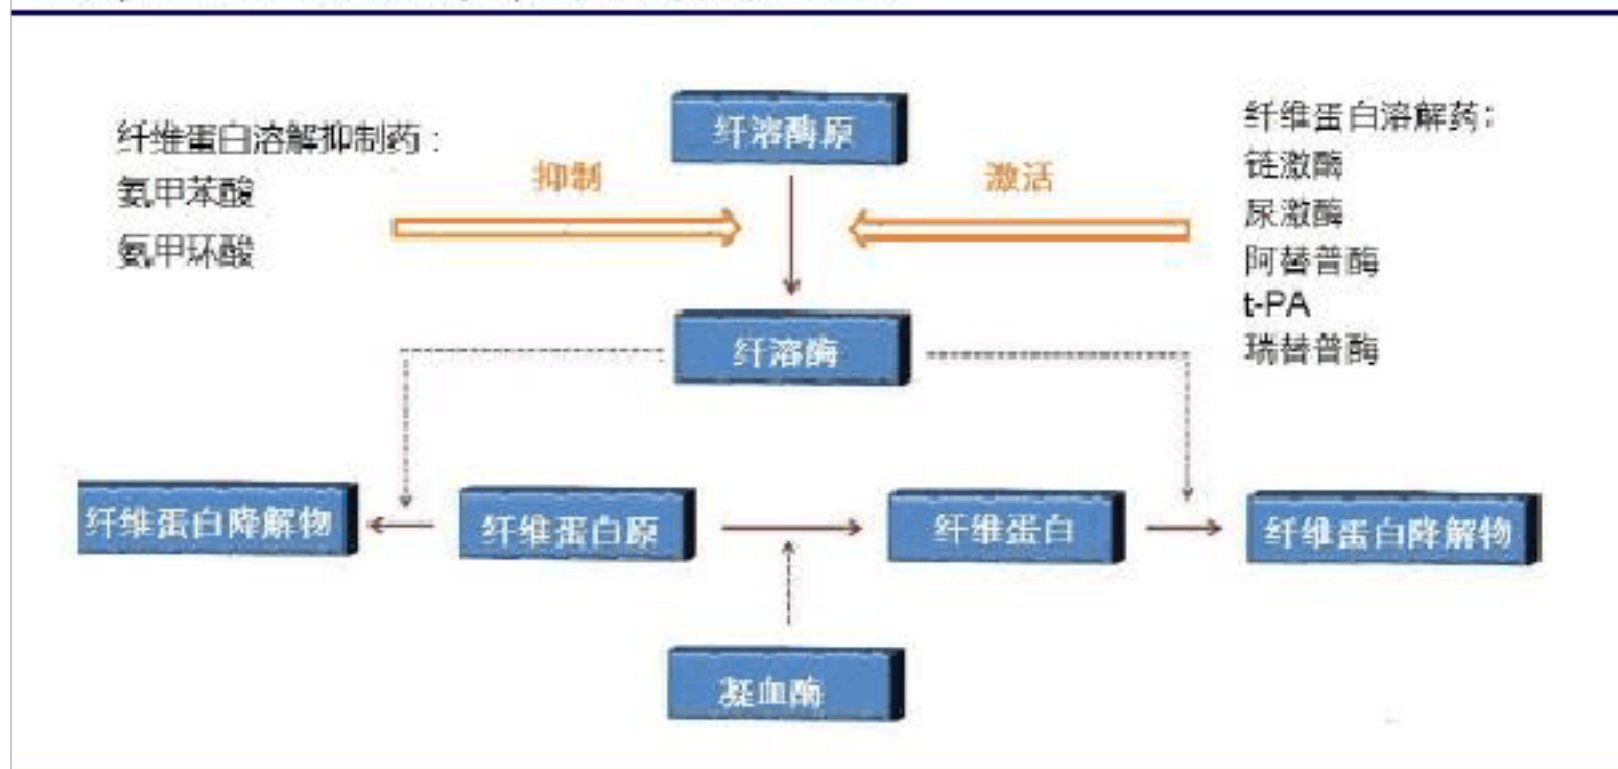 纤溶酶原
纤维蛋白溶解抑制药：
氨甲苯酸
氨甲环酸
抑制
激活
纤维蛋白溶解药：
链激酶
尿激酶
阿替普酶
t-PA
瑞替普酶
纤溶酶
纤维蛋白降解物
纤维蛋白原
纤维蛋白
纤维蛋白降解物
凝血酶